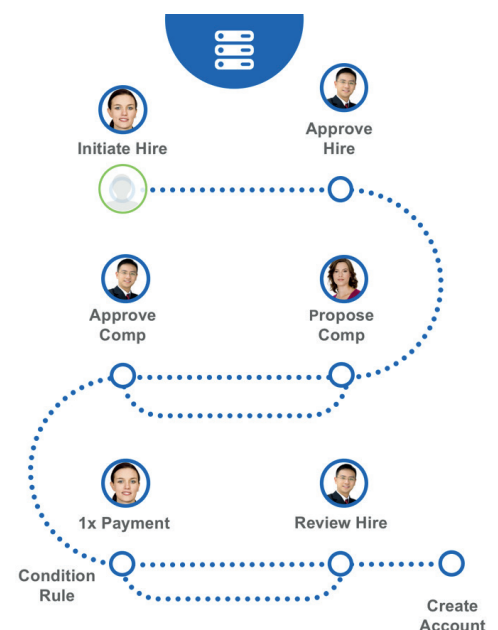 Initiate Hire
Approve
Hire
Approve
Comp
Propose
Comp
1x Payment
Review Hire
Condition
Rule
Create
Account